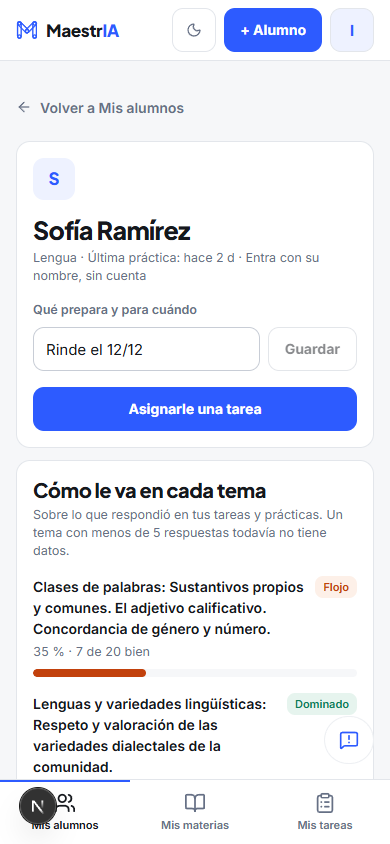 MaestrIA
+ Alumno
I
Volver a Mis alumnos
S
Sofía Ramírez
Lengua · Última práctica: hace 2 d · Entra con su
nombre, sin cuenta
Qué prepara y para cuándo
Rinde el 12/12
Guardar
Asignarle una tarea
Cómo le va en cada tema
Sobre lo que respondió en tus tareas y prácticas. Un
tema con menos de 5 respuestas todavía no tiene
datos.
Clases de palabras: Sustantivos propios
y comunes. El adjetivo calificativo.
Concordancia de género y número.
Flojo
35 % · 7 de 20 bien
Lenguas y variedades lingüísticas:
Respeto y valoración de las
variedades dialectales de la
comunidad.
Dominado
N
Mis alumnos
Mis materias
Mis tareas